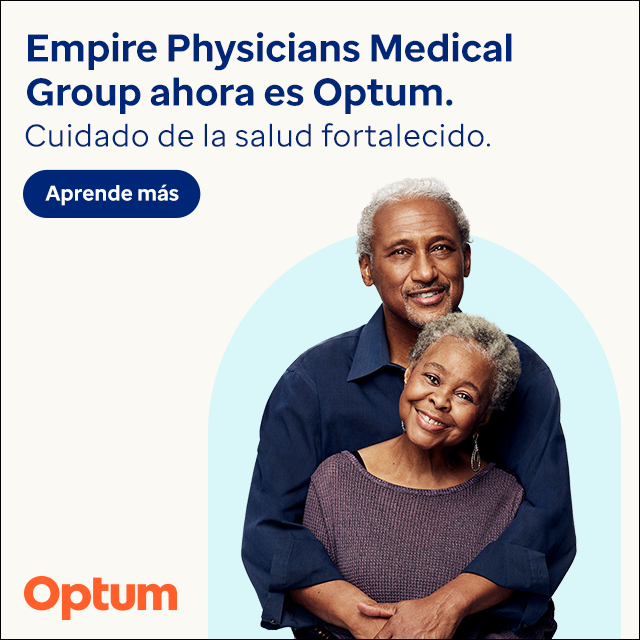 Empire Physicians Medical
Group ahora es Optum.
Cuidado de la salud fortalecido.
Aprende más
Optum